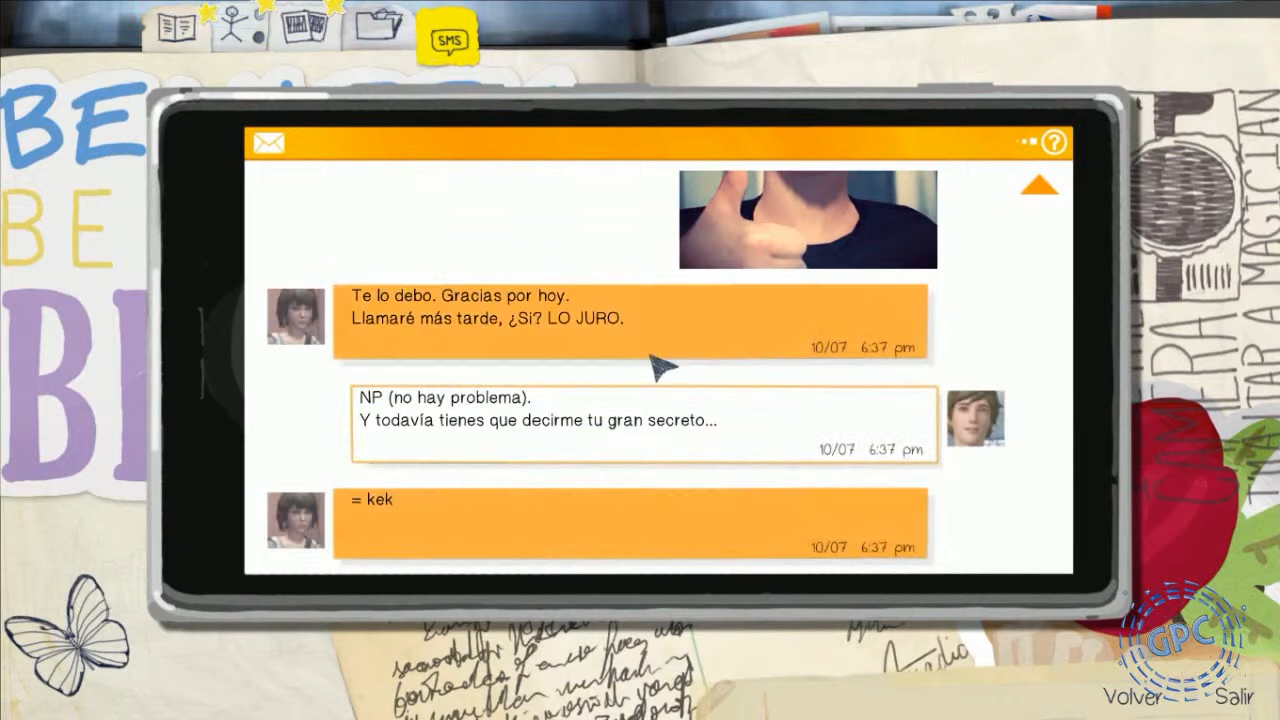 SMS
BE
BE
Te lo debo. Gracias por hoy.
Llamaré más tarde, ¿Si? LO JURO.
10/07 6:37 pm
NP (no hay problema).
Y todavía tienes que decirme tu gran secreto...
10/07 6:37 pm
= kek
10/07 6:37 pm
CAMERA
MAGICIAN
GPC
Volver
Salir